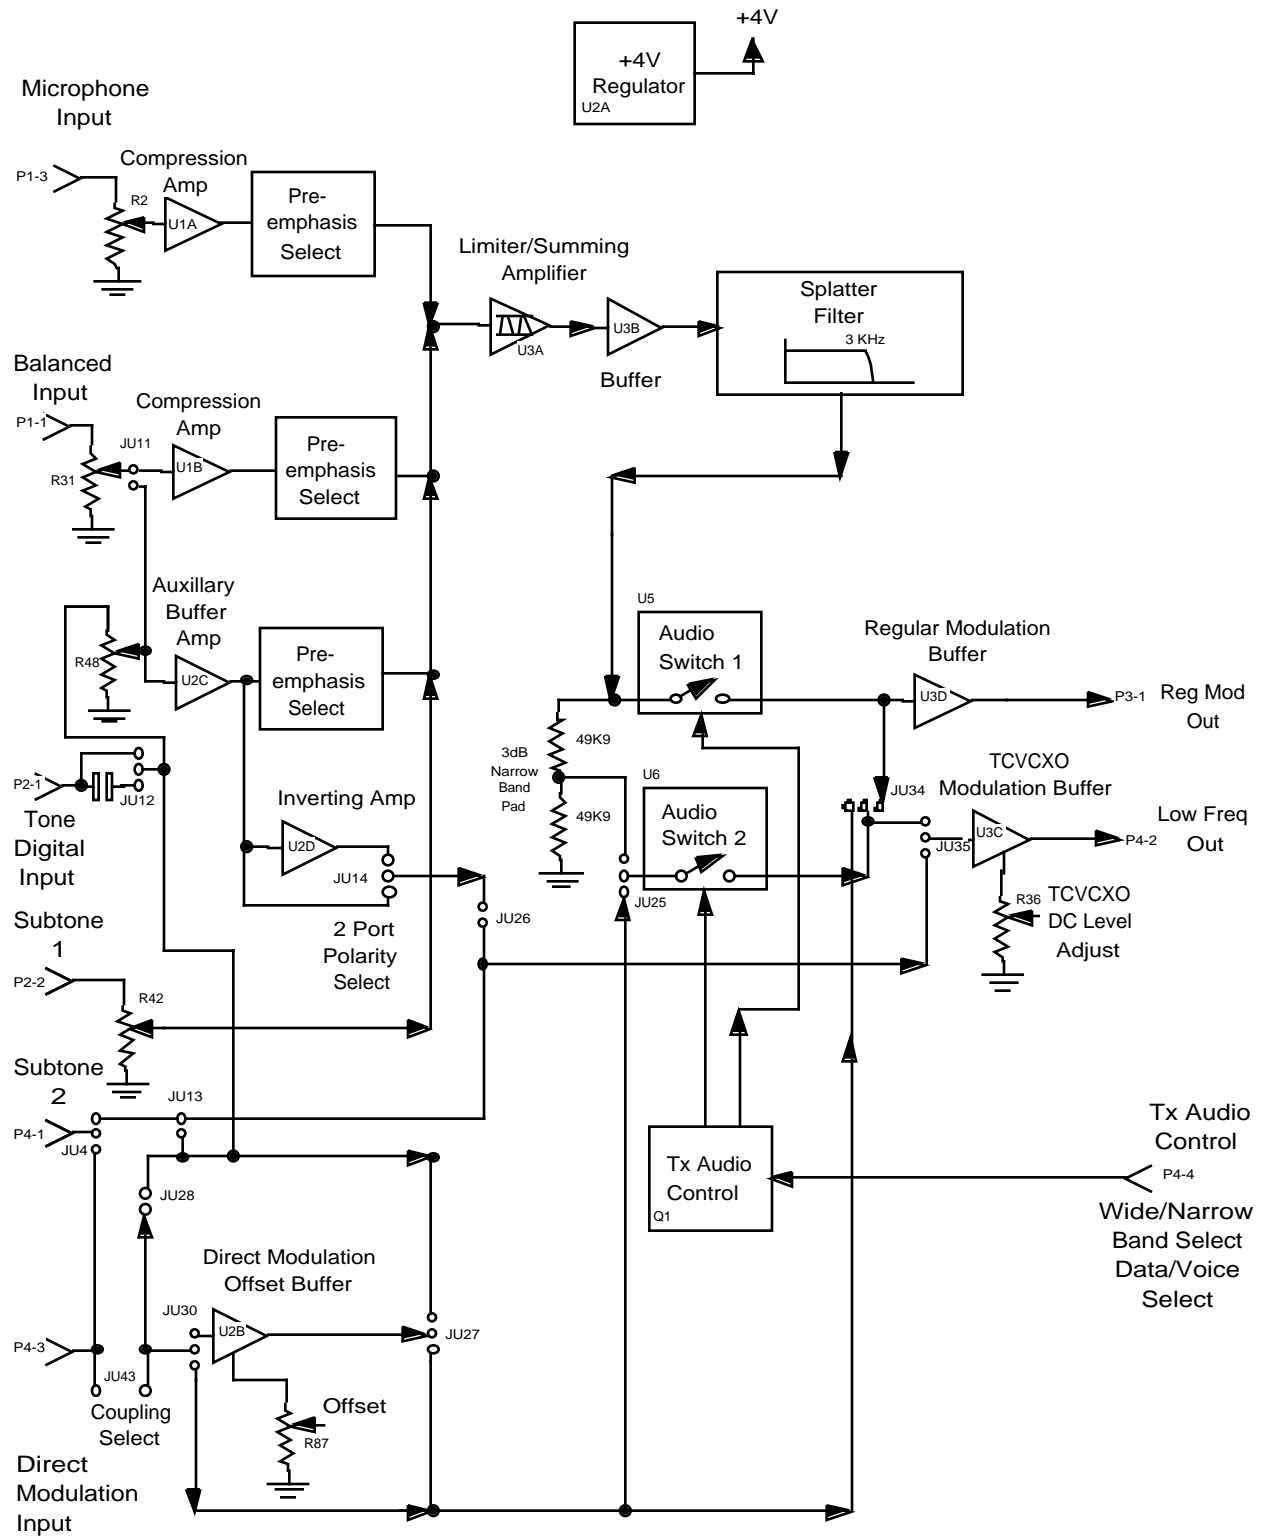 +4V
+4V
Regulator
U2A
Microphone
Input
P1-3
R2
Compression
Amp
U1A
Pre-
emphasis
Select
Limiter/Summing
Amplifier
U3A
U3B
Buffer
Splatter
Filter
3 KHz
Balanced
Input
P1-1
R31
JU11
Compression
Amp
U1B
Pre-
emphasis
Select
Auxillary
Buffer
Amp
R48
U2C
Pre-
emphasis
Select
U5
Audio
Switch 1
Regular Modulation
Buffer
U3D
P3-1
Reg Mod
Out
49K9
3dB
Narrow
Band
Pad
49K9
U6
Audio
Switch 2
JU25
JU34
TCVCXO
Modulation Buffer
U3C
JU35
P4-2
Low Freq
Out
R36
TCVCXO
DC Level
Adjust
P2-1
JU12
Tone
Digital
Input
Inverting Amp
U2D
JU14
JU26
2 Port
Polarity
Select
Subtone
1
P2-2
R42
Subtone
2
P4-1
JU4
JU13
JU28
Tx Audio
Control
Q1
Tx Audio
Control
P4-4
Wide/Narrow
Band Select
Data/Voice
Select
Direct Modulation
Offset Buffer
JU30
U2B
JU27
P4-3
JU43
Coupling
Select
Offset
R87
Direct
Modulation
Input